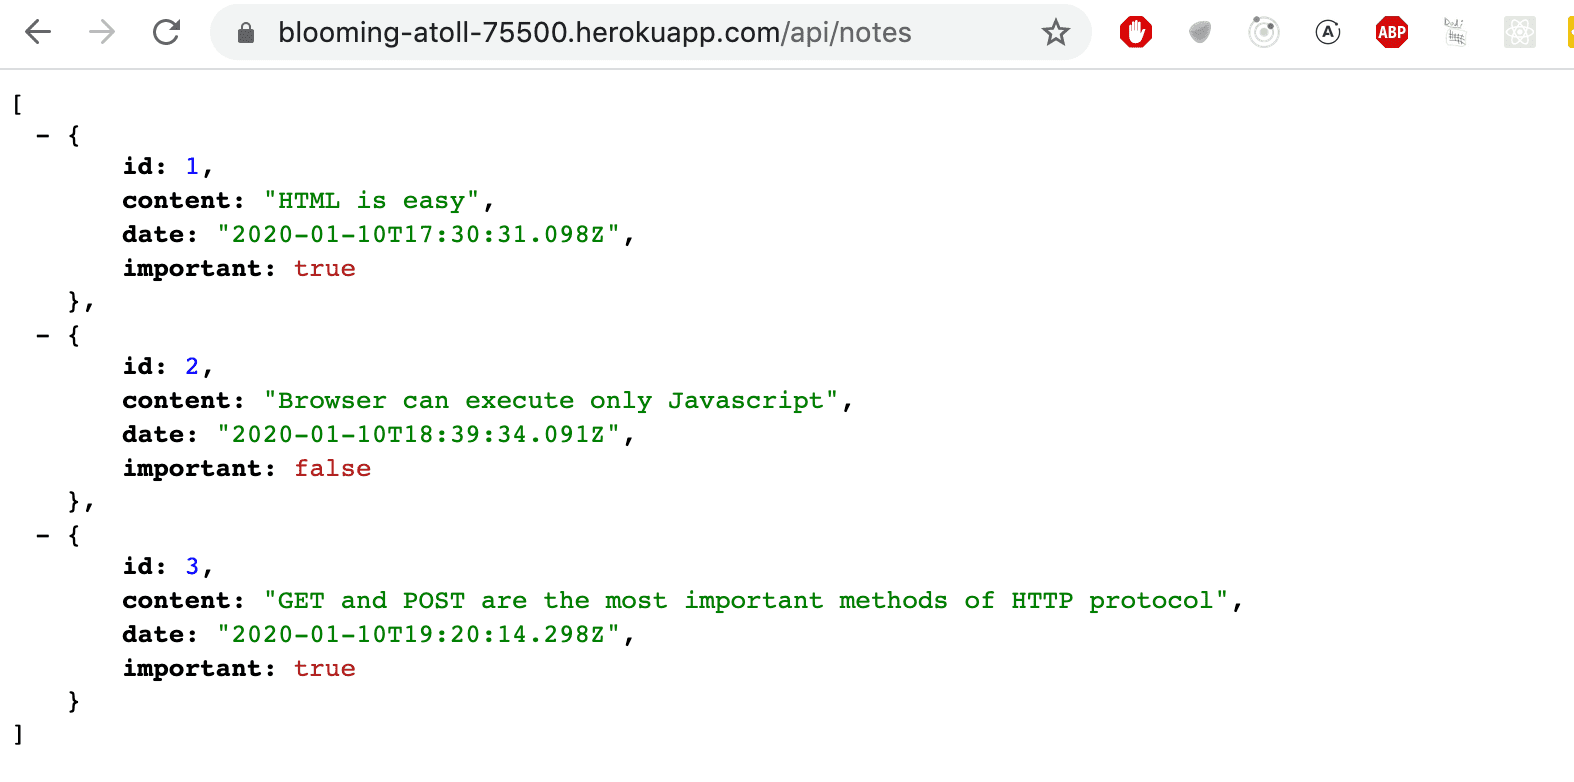 blooming-atoll-75500.herokuapp.com/api/notes
A
ABP
[
- {
id: 1,
content: "HTML is easy",
date: "2020-01-10T17:30:31.098Z",
important: true
},
- {
id: 2,
content: "Browser can execute only Javascript",
date: "2020-01-10T18:39:34.091Z",
important: false
},
- {
id: 3,
content: "GET and POST are the most important methods of HTTP protocol",
date: "2020-01-10T19:20:14.298Z",
important: true
}
]